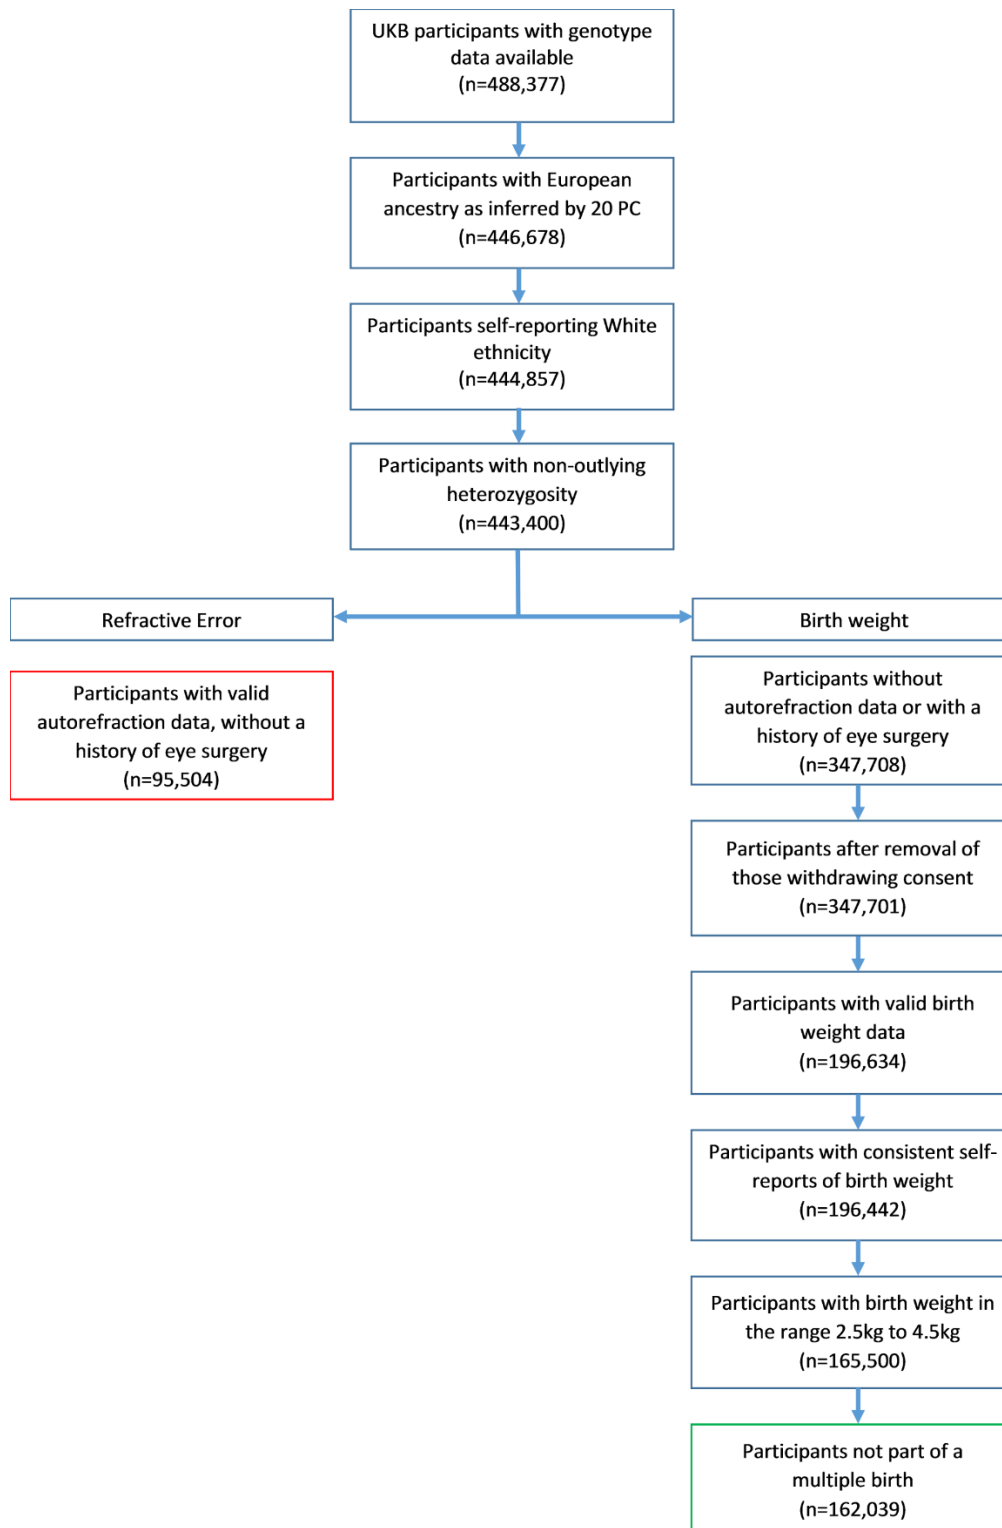 UKB participants with genotype
data available
(n=488,377)
Participants with European
ancestry as inferred by 20 PC
(n=446,678)
Participants self-reporting White
ethnicity
(n=444,857)
Participants with non-outlying
heterozygosity
(n=443,400)
Refractive Error
Birth weight
Participants with valid
autorefraction data, without a
history of eye surgery
(n=95,504)
Participants without
autorefraction data or with a
history of eye surgery
(n=347,708)
Participants after removal of
those withdrawing consent
(n=347,701)
Participants with valid birth
weight data
(n=196,634)
Participants with consistent self-
reports of birth weight
(n=196,442)
Participants with birth weight in
the range 2.5kg to 4.5kg
(n=165,500)
Participants not part of a
multiple birth
(n=162,039)